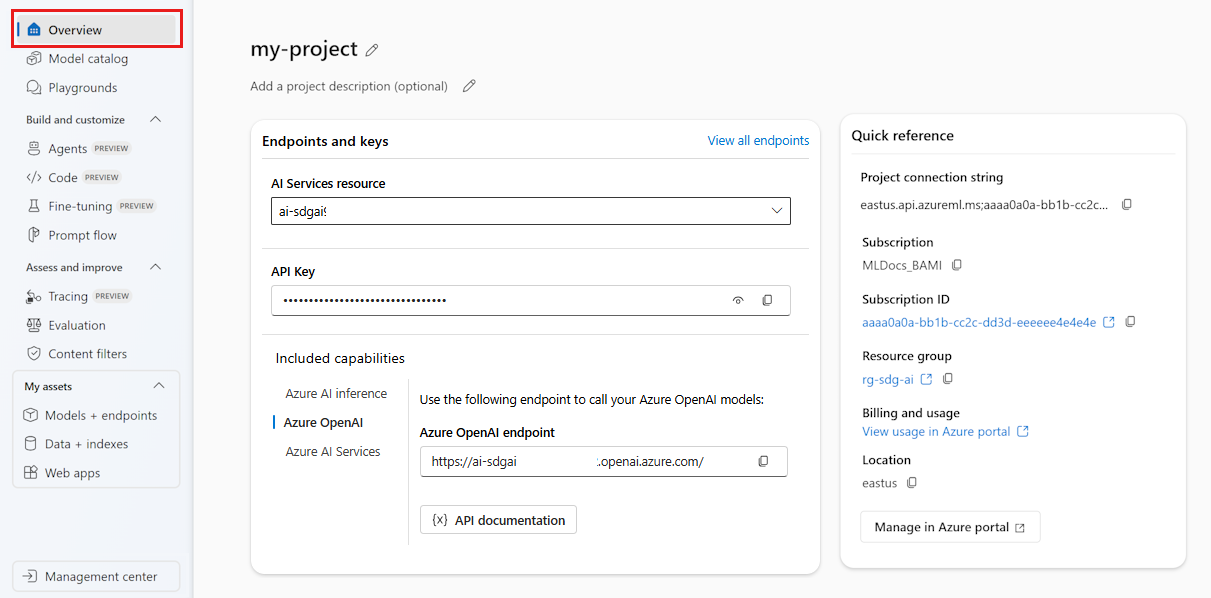 Overview
Model catalog
Playgrounds
Build and customize
Agents PREVIEW
Code PREVIEW
Fine-tuning PREVIEW
Prompt flow
Assess and improve
Tracing PREVIEW
Evaluation
Content filters
My assets
Models + endpoints
Data + indexes
Web apps
Management center
my-project
Add a project description (optional)
Endpoints and keys
View all endpoints
AI Services resource
ai-sdgai
API Key
••••••••••••••••••••••••••••••••
Included capabilities
Azure AI inference
Azure OpenAI
Azure AI Services
Use the following endpoint to call your Azure OpenAI models:
Azure OpenAI endpoint
https://ai-sdgai .openai.azure.com/
{x} API documentation
Quick reference
Project connection string
eastus.api.azureml.ms;aaaa0a0a-bb1b-cc2c...
Subscription
MLDocs_BAMI
Subscription ID
aaaa0a0a-bb1b-cc2c-dd3d-eeeeee4e4e4e
Resource group
rg-sdg-ai
Billing and usage
View usage in Azure portal
Location
eastus
Manage in Azure portal